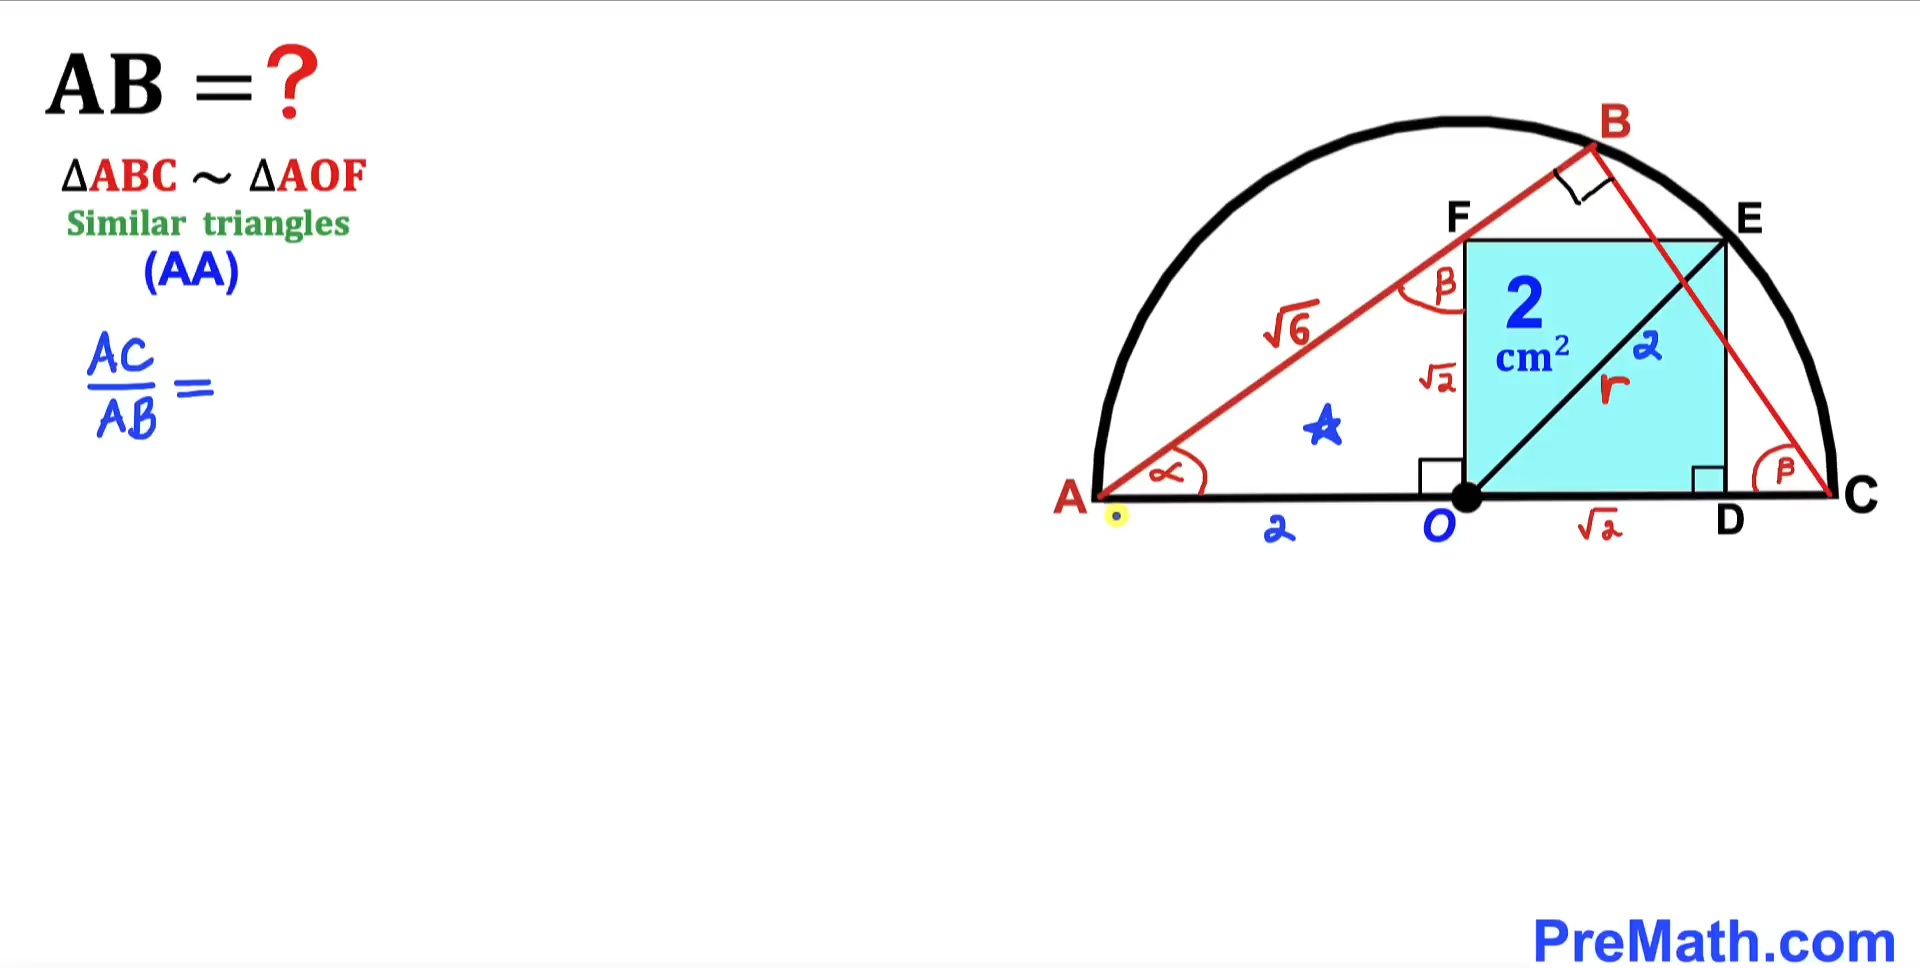 AB =?
ΔABC ~ ΔAOF
Similar triangles
(AA)
AC
AB
=
B
F
E
β
2
cm²
√6
2
√2
r
α
β
A
C
2
O
√2
D
PreMath.com